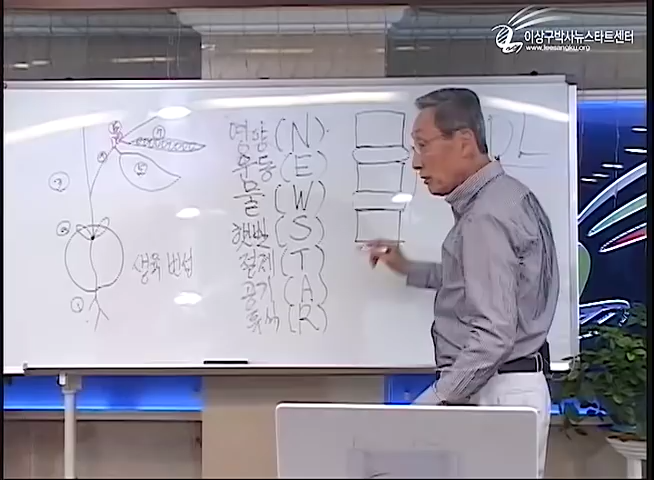 이상구박사뉴스타트센터
www.leesangku.org
영양 (N)
운동 (E)
물 (W)
햇빛 (S)
절제 (T)
공기 (A)
휴식 (R)
생육 번성